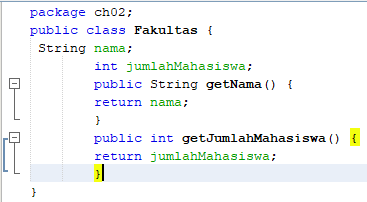 package ch02;
public class Fakultas {
String nama;
int jumlahMahasiswa;
public String getNama() {
return nama;
}
public int getJumlahMahasiswa() {
return jumlahMahasiswa;
}
}